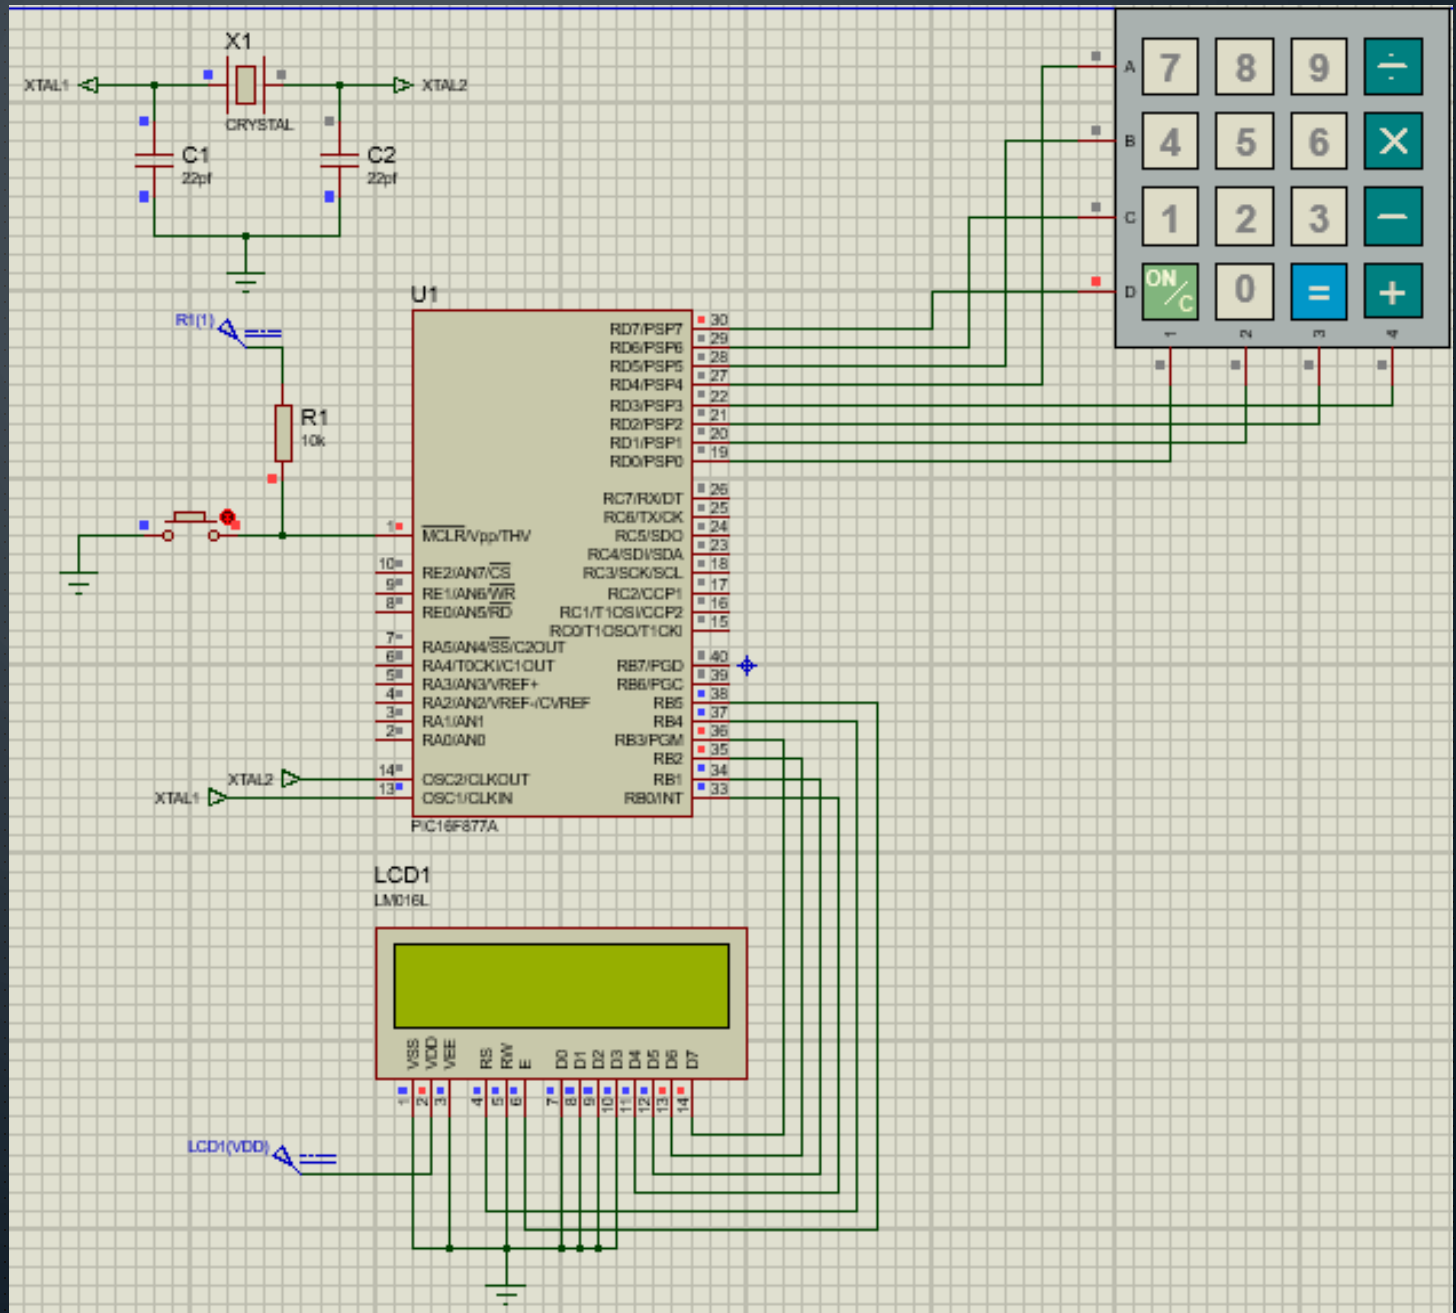 X1
XTAL1
XTAL2
CRYSTAL
C1
22pf
C2
22pf
A
7
8
9
÷
B
4
5
6
×
C
1
2
3
−
D
ON/C
0
=
+
1
2
3
4
R1(1)
R1
10k
U1
RD7/PSP7 30
RD6/PSP6 29
RD5/PSP5 28
RD4/PSP4 27
RD3/PSP3 22
RD2/PSP2 21
RD1/PSP1 20
RD0/PSP0 19
RC7/RX/DT 26
RC6/TX/CK 25
RC5/SDO 24
RC4/SDI/SDA 23
RC3/SCK/SCL 18
RC2/CCP1 17
RC1/T1OSI/CCP2 16
RC0/T1OSO/T1CKI 15
RB7/PGD 40
RB6/PGC 39
RB5 38
RB4 37
RB3/PGM 36
RB2 35
RB1 34
RB0/INT 33
1 MCLR/Vpp/THV
10 RE2/AN7/CS
9 RE1/AN6/WR
8 RE0/AN5/RD
7 RA5/AN4/SS/C2OUT
6 RA4/T0CKI/C1OUT
5 RA3/AN3/VREF+
4 RA2/AN2/VREF-/CVREF
3 RA1/AN1
2 RA0/AN0
XTAL2
14 OSC2/CLKOUT
XTAL1
13 OSC1/CLKIN
PIC16F877A
LCD1
LM016L
VSS
VDD
VEE
RS
RW
E
D0
D1
D2
D3
D4
D5
D6
D7
1
2
3
4
5
6
7
8
9
10
11
12
13
14
LCD1(VDD)